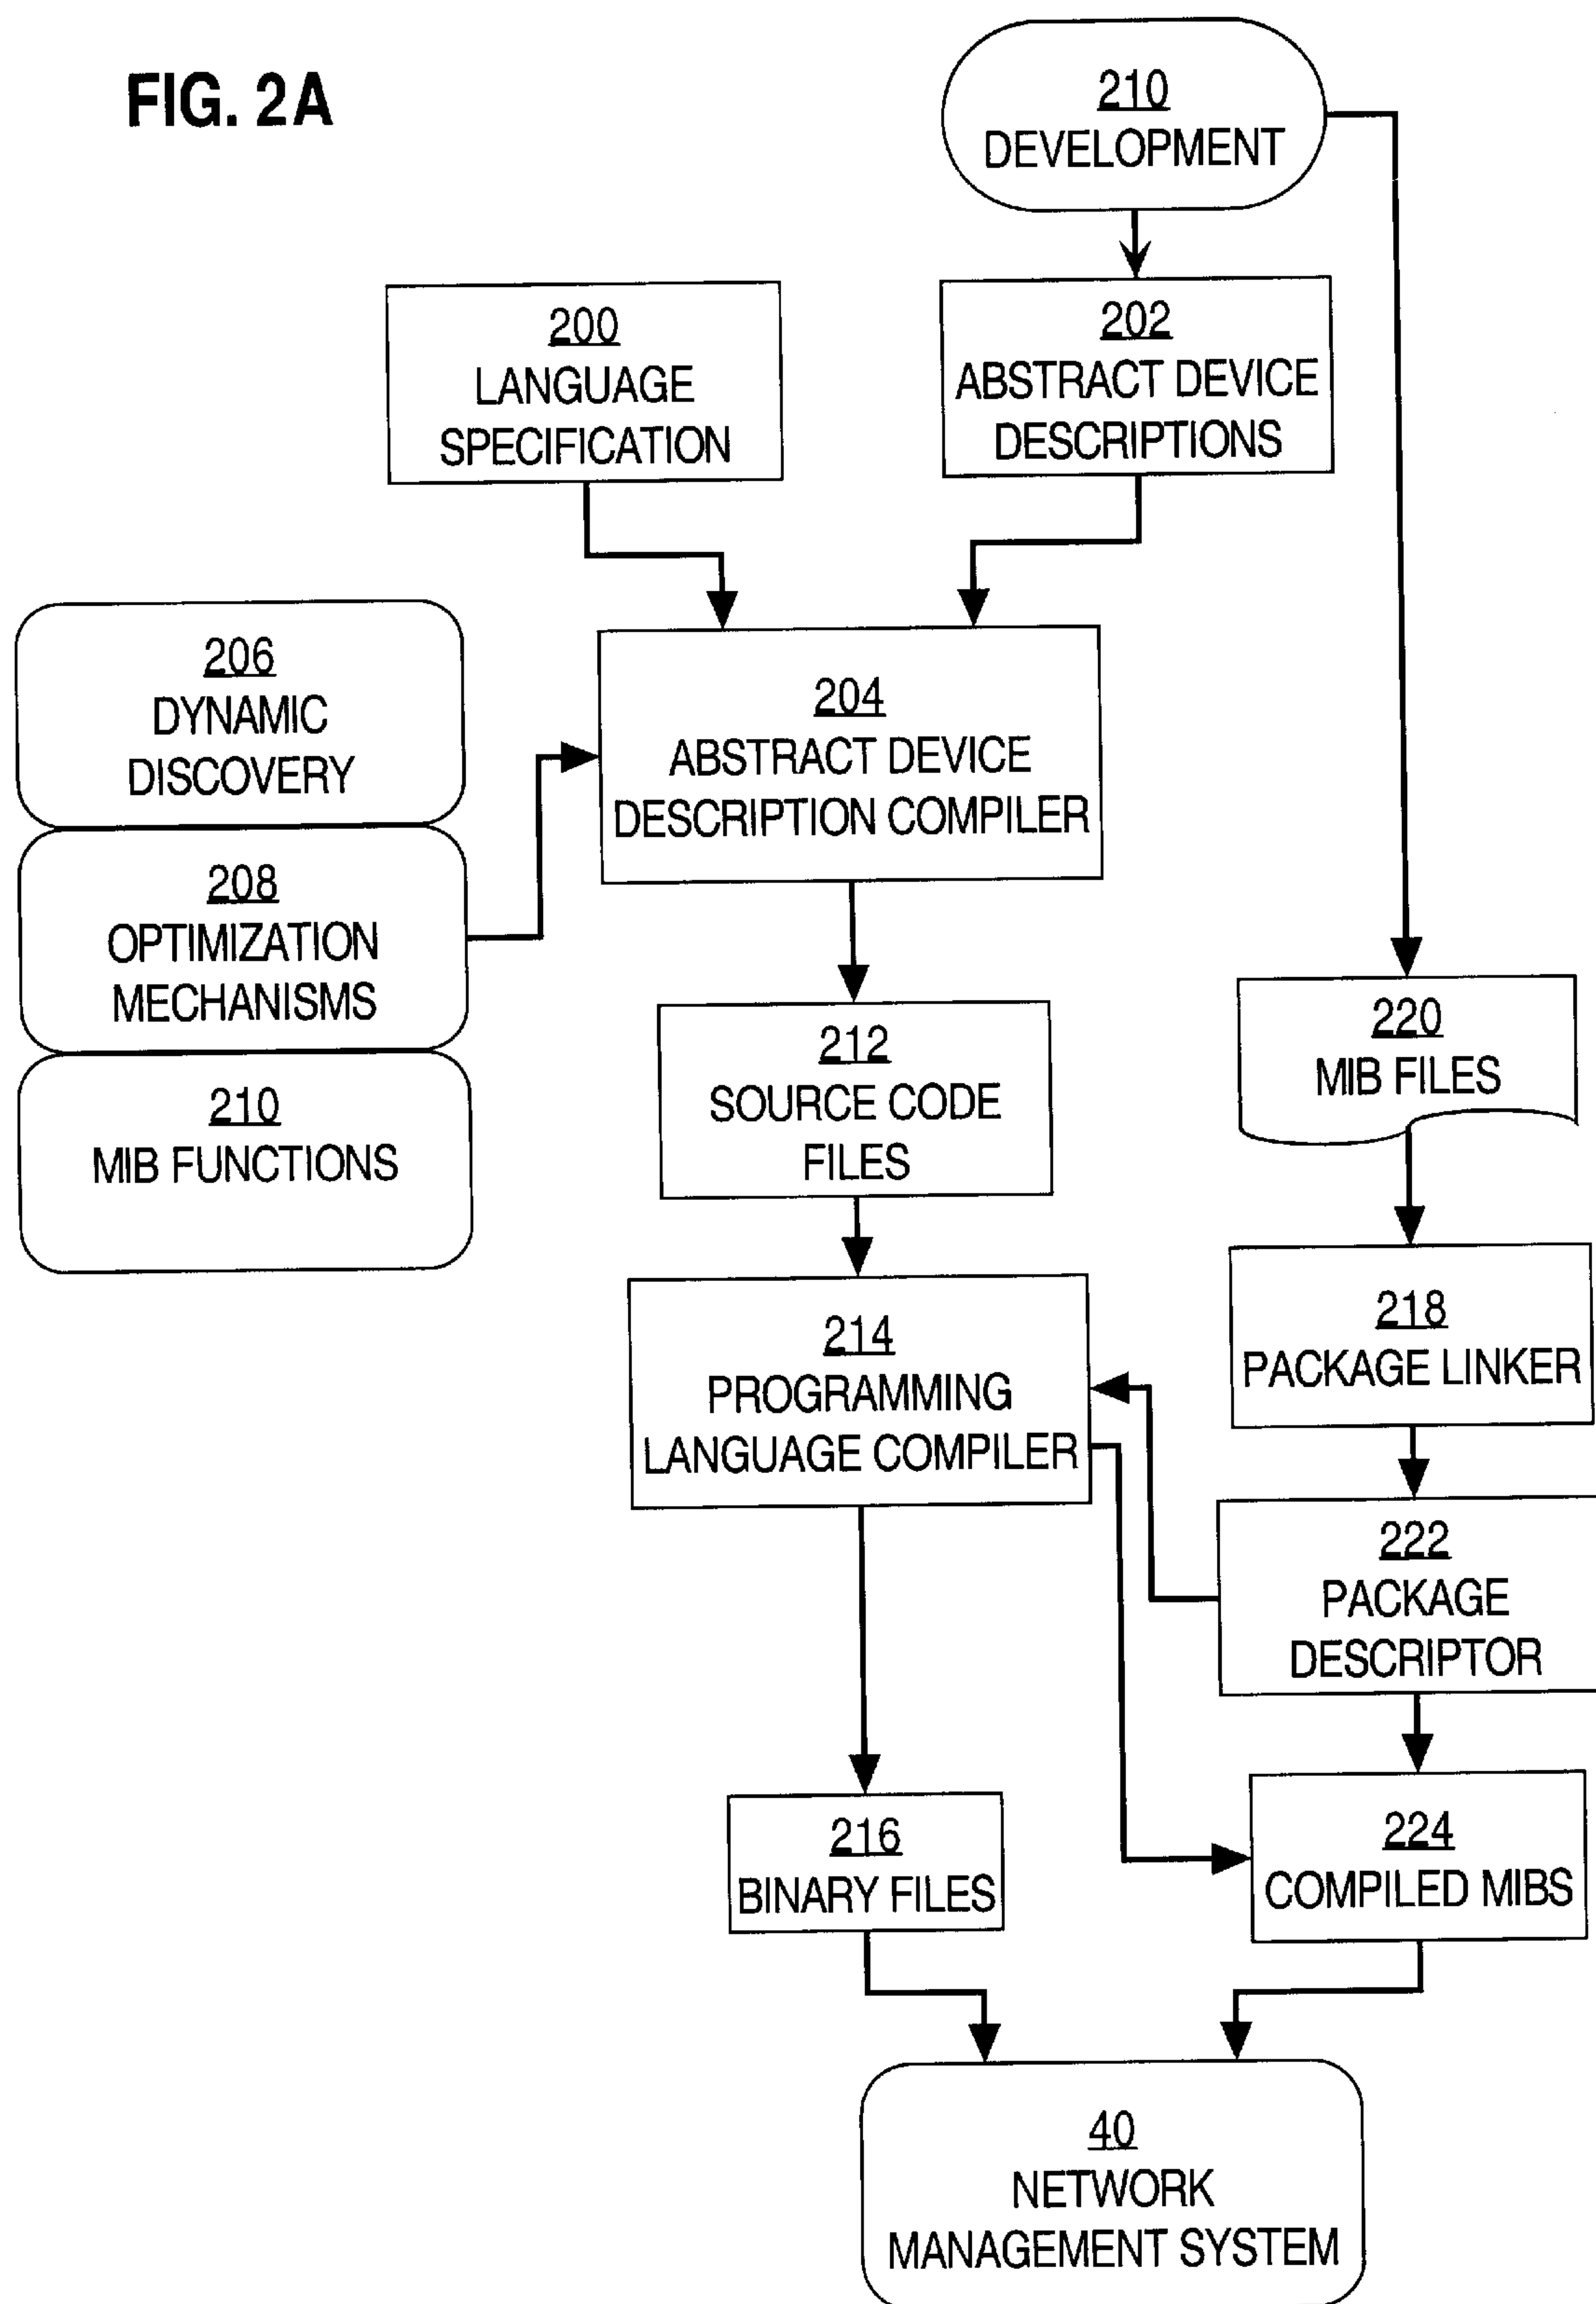 FIG. 2A
210
DEVELOPMENT
200
LANGUAGE
SPECIFICATION
202
ABSTRACT DEVICE
DESCRIPTIONS
206
DYNAMIC
DISCOVERY
204
ABSTRACT DEVICE
DESCRIPTION COMPILER
208
OPTIMIZATION
MECHANISMS
210
MIB FUNCTIONS
212
SOURCE CODE
FILES
220
MIB FILES
214
PROGRAMMING
LANGUAGE COMPILER
218
PACKAGE LINKER
222
PACKAGE
DESCRIPTOR
216
BINARY FILES
224
COMPILED MIBS
40
NETWORK
MANAGEMENT SYSTEM